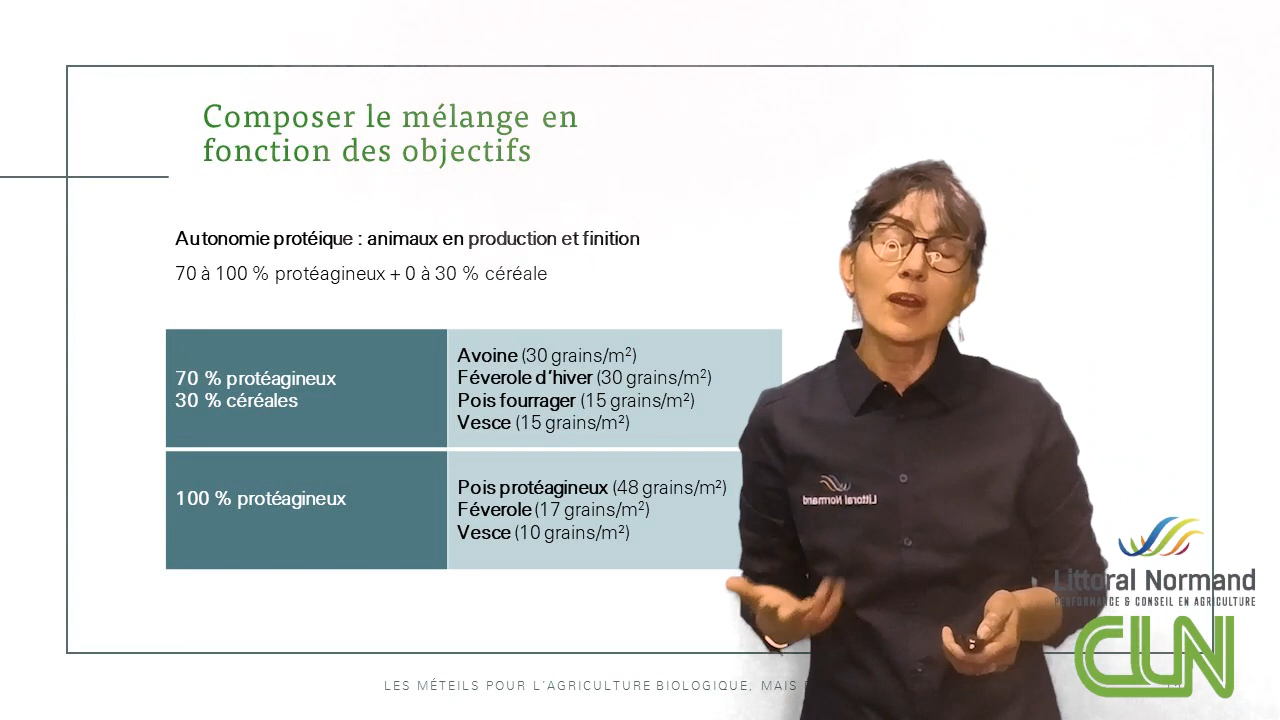 Composer le mélange en
fonction des objectifs
Autonomie protéique : animaux en production et finition
70 à 100 % protéagineux + 0 à 30 % céréale
70 % protéagineux
30 % céréales
Avoine (30 grains/m²)
Féverole d'hiver (30 grains/m²)
Pois fourrager (15 grains/m²)
Vesce (15 grains/m²)
100 % protéagineux
Pois protéagineux (48 grains/m²)
Féverole (17 grains/m²)
Vesce (10 grains/m²)
Littoral Normand
Littoral Normand
PERFORMANCE & CONSEIL EN AGRICULTURE
CLN
LES MÉTEILS POUR L'AGRICULTURE BIOLOGIQUE, MAIS